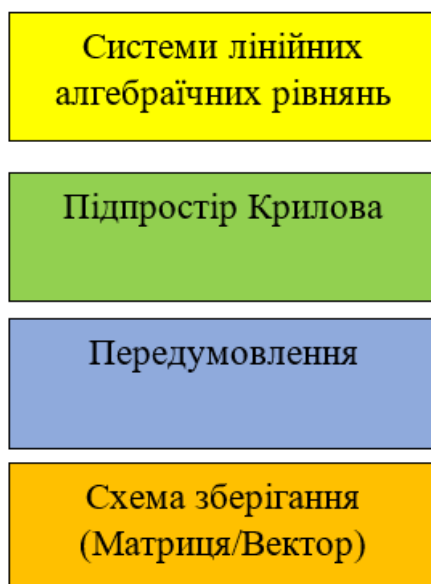 Системи лінійних
алгебраїчних рівнянь
Підпростір Крилова
Передумовлення
Схема зберігання
(Матриця/Вектор)